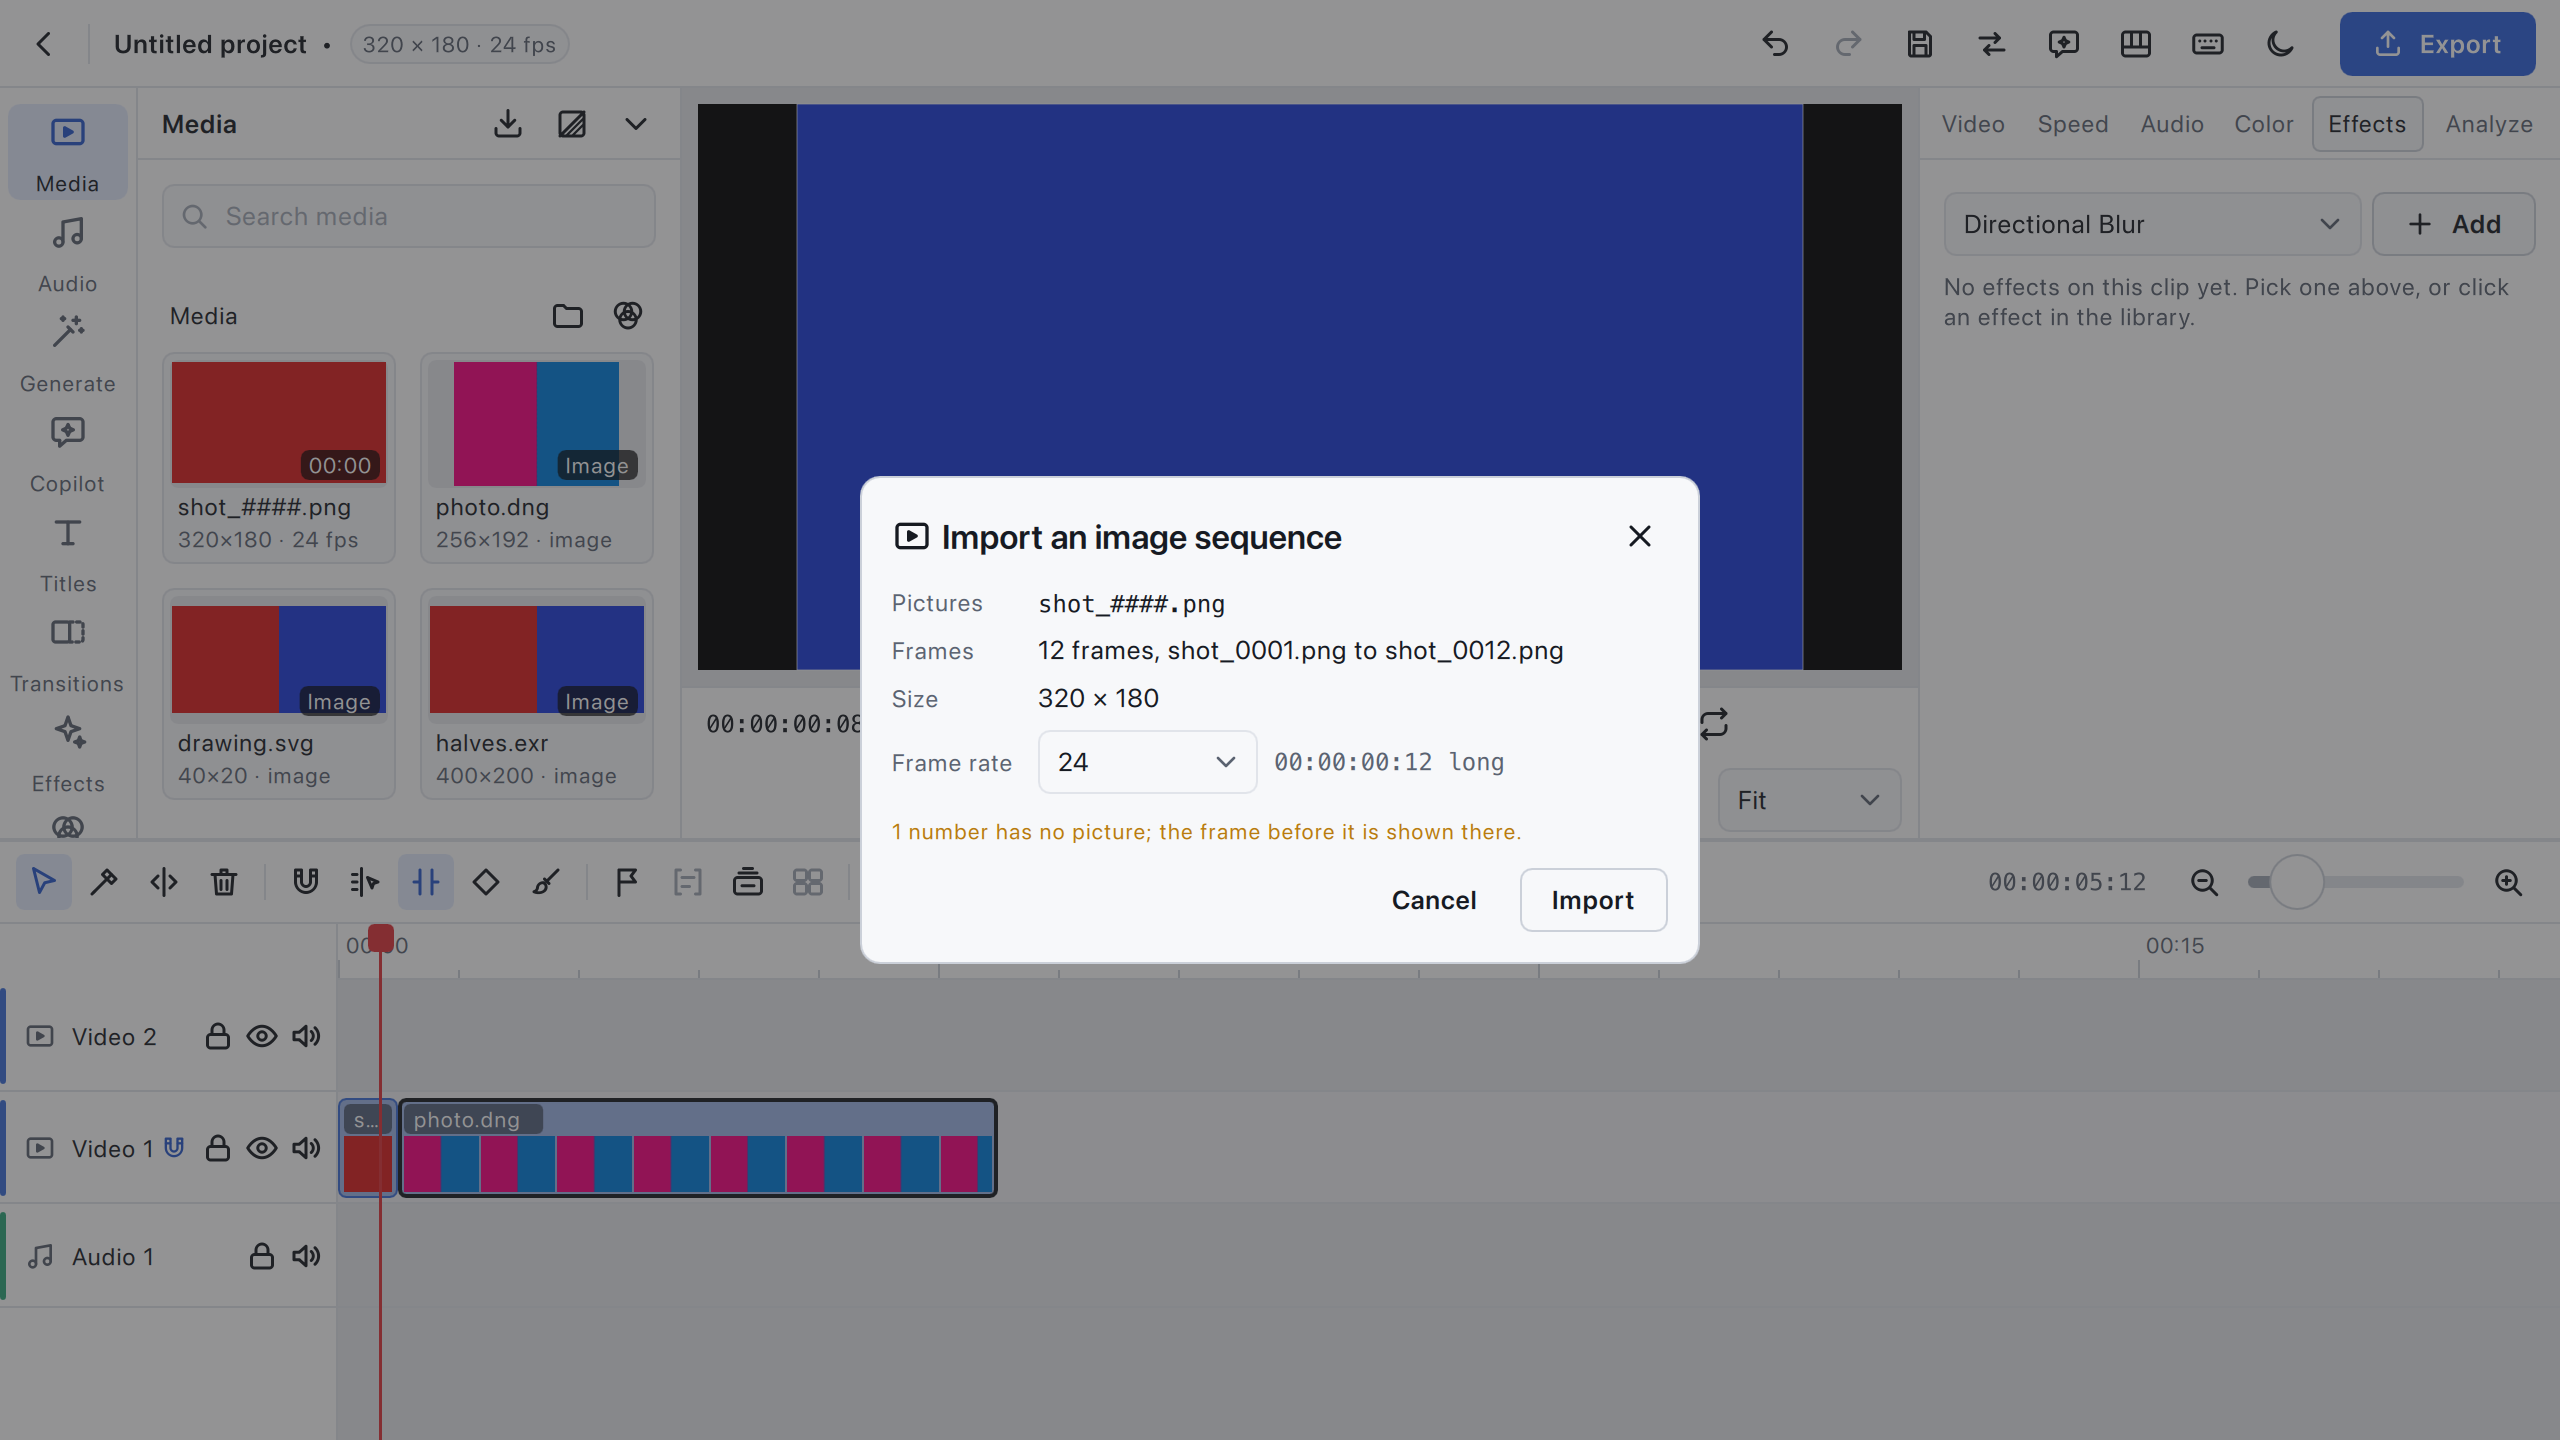 Untitled project • 320 × 180 · 24 fps
Export
Media
Audio
Generate
Copilot
Titles
Transitions
Effects
Media
Search media
Media
00:00
shot_####.png
320×180 · 24 fps
Image
photo.dng
256×192 · image
Image
drawing.svg
40×20 · image
Image
halves.exr
400×200 · image
00:00:00:08
Fit
Video Speed Audio Color Effects Analyze
Directional Blur
Add
No effects on this clip yet. Pick one above, or click
an effect in the library.
Import an image sequence
Pictures shot_####.png
Frames 12 frames, shot_0001.png to shot_0012.png
Size 320 × 180
Frame rate 24 00:00:00:12 long
1 number has no picture; the frame before it is shown there.
Cancel Import
00:00:05:12
00:15
Video 2
Video 1
s... photo.dng
Audio 1